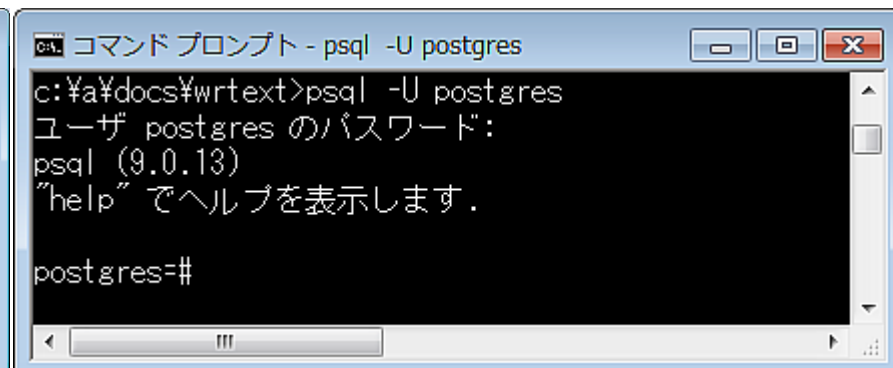 コマンド プロンプト - psql  -U postgres
c:¥a¥docs¥wrtext>psql -U postgres
ユーザ postgres のパスワード:
psql (9.0.13)
"help" でヘルプを表示します.
postgres=#